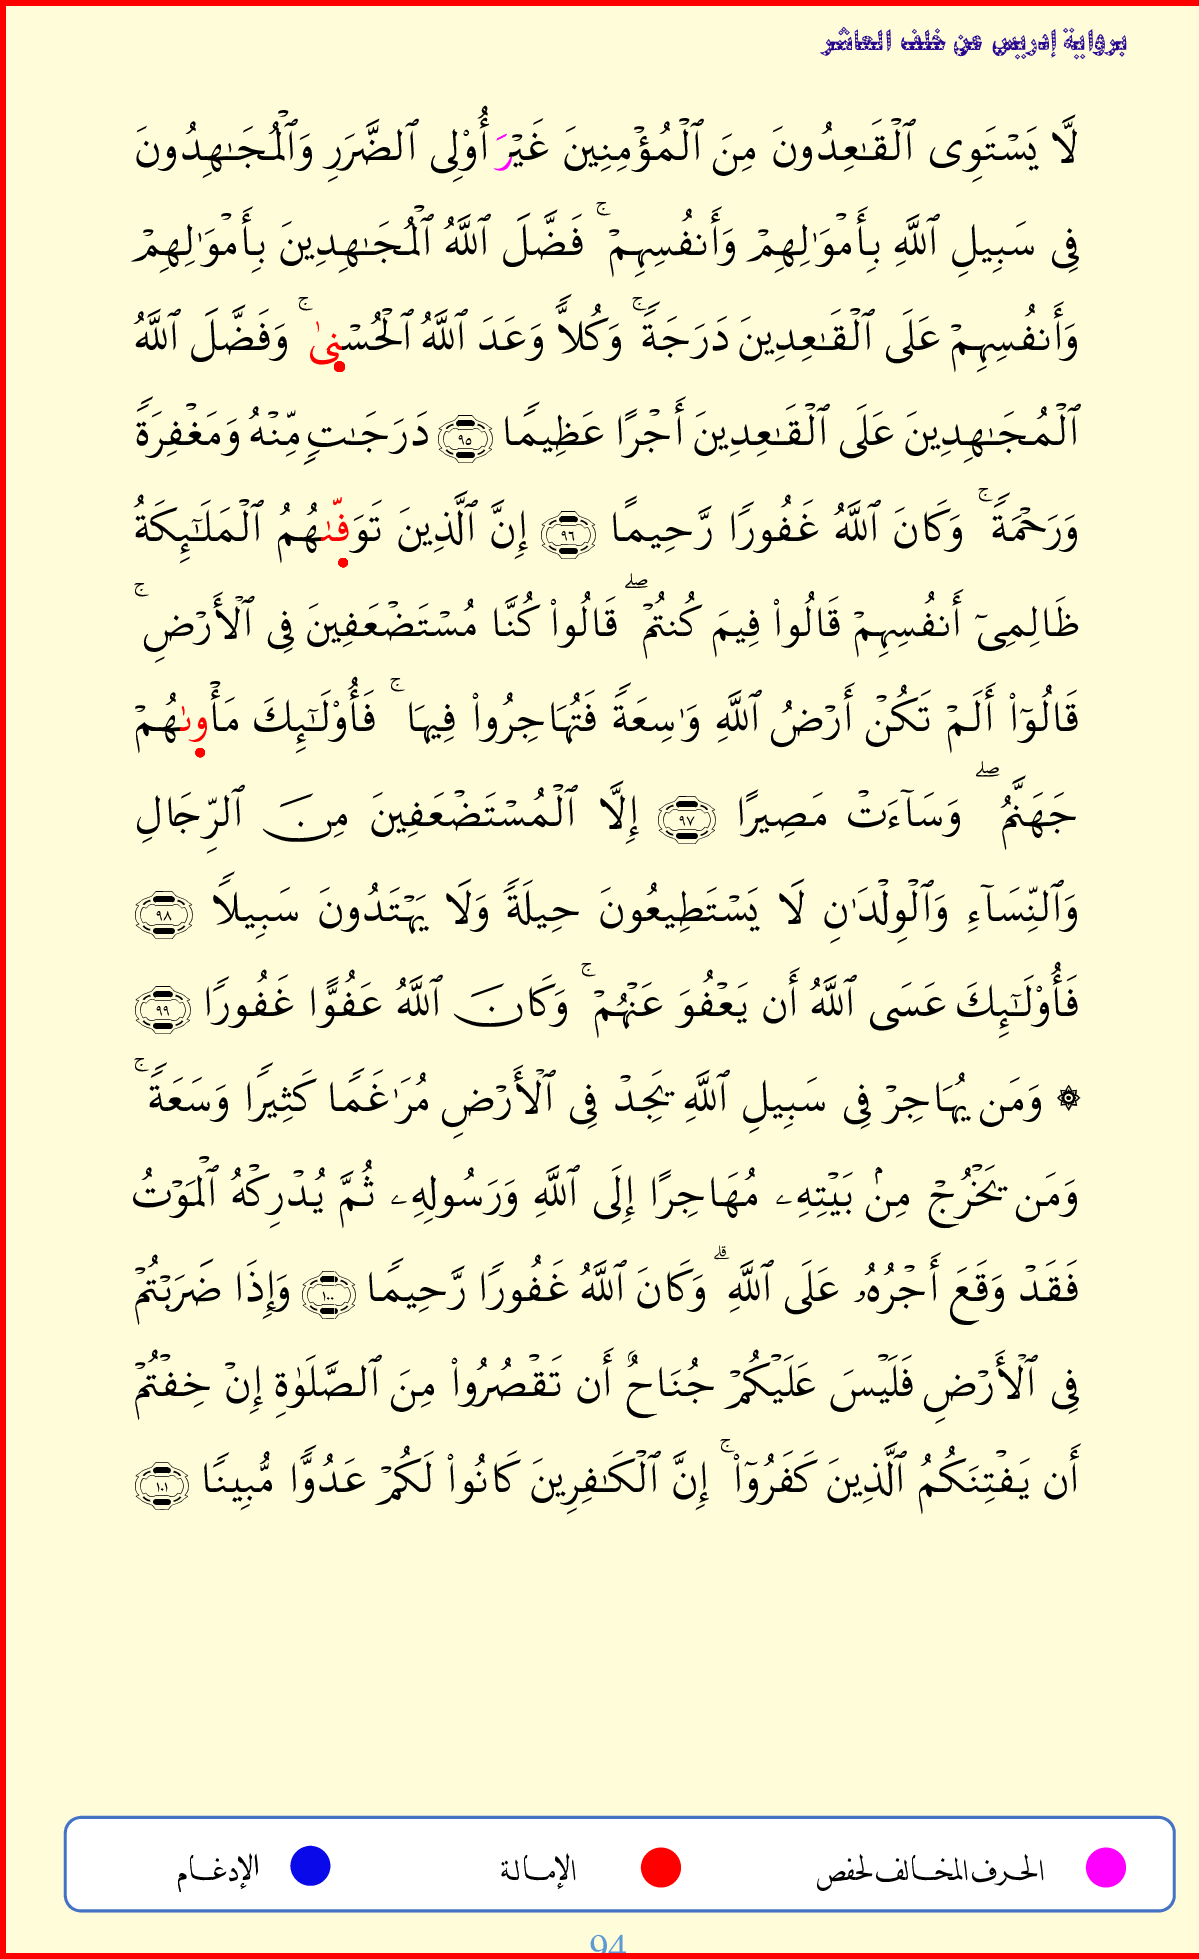 برواية إدريس عن خلف العاشر
لَّا يَسْتَوِى ٱلْقَـٰعِدُونَ مِنَ ٱلْمُؤْمِنِينَ غَيْرَ أُو۟لِى ٱلضَّرَرِ وَٱلْمُجَـٰهِدُونَ
فِى سَبِيلِ ٱللَّهِ بِأَمْوَٰلِهِمْ وَأَنفُسِهِمْ ۚ فَضَّلَ ٱللَّهُ ٱلْمُجَـٰهِدِينَ بِأَمْوَٰلِهِمْ
وَأَنفُسِهِمْ عَلَى ٱلْقَـٰعِدِينَ دَرَجَةً ۚ وَكُلًّا وَعَدَ ٱللَّهُ ٱلْحُسْنِىٰ ۚ وَفَضَّلَ ٱللَّهُ
ٱلْمُجَـٰهِدِينَ عَلَى ٱلْقَـٰعِدِينَ أَجْرًا عَظِيمًا ٩٥ دَرَجَـٰتٍ مِّنْهُ وَمَغْفِرَةً
وَرَحْمَةً ۚ وَكَانَ ٱللَّهُ غَفُورًا رَّحِيمًا ٩٦ إِنَّ ٱلَّذِينَ تَوَفِّىٰهُمُ ٱلْمَلَـٰٓئِكَةُ
ظَالِمِىٓ أَنفُسِهِمْ قَالُوا۟ فِيمَ كُنتُمْ ۖ قَالُوا۟ كُنَّا مُسْتَضْعَفِينَ فِى ٱلْأَرْضِ ۚ
قَالُوٓا۟ أَلَمْ تَكُنْ أَرْضُ ٱللَّهِ وَٰسِعَةً فَتُهَاجِرُوا۟ فِيهَا ۚ فَأُو۟لَـٰٓئِكَ مَأْوِىٰهُمْ
جَهَنَّمُ ۖ وَسَآءَتْ مَصِيرًا ٩٧ إِلَّا ٱلْمُسْتَضْعَفِينَ مِنَ ٱلرِّجَالِ
وَٱلنِّسَآءِ وَٱلْوِلْدَٰنِ لَا يَسْتَطِيعُونَ حِيلَةً وَلَا يَهْتَدُونَ سَبِيلًا ٩٨
فَأُو۟لَـٰٓئِكَ عَسَى ٱللَّهُ أَن يَعْفُوَ عَنْهُمْ ۚ وَكَانَ ٱللَّهُ عَفُوًّا غَفُورًا ٩٩
۞ وَمَن يُهَاجِرْ فِى سَبِيلِ ٱللَّهِ يَجِدْ فِى ٱلْأَرْضِ مُرَٰغَمًا كَثِيرًا وَسَعَةً ۚ
وَمَن يَخْرُجْ مِنۢ بَيْتِهِۦ مُهَاجِرًا إِلَى ٱللَّهِ وَرَسُولِهِۦ ثُمَّ يُدْرِكْهُ ٱلْمَوْتُ
فَقَدْ وَقَعَ أَجْرُهُۥ عَلَى ٱللَّهِ ۗ وَكَانَ ٱللَّهُ غَفُورًا رَّحِيمًا ١٠٠ وَإِذَا ضَرَبْتُمْ
فِى ٱلْأَرْضِ فَلَيْسَ عَلَيْكُمْ جُنَاحٌ أَن تَقْصُرُوا۟ مِنَ ٱلصَّلَوٰةِ إِنْ خِفْتُمْ
أَن يَفْتِنَكُمُ ٱلَّذِينَ كَفَرُوٓا۟ ۚ إِنَّ ٱلْكَـٰفِرِينَ كَانُوا۟ لَكُمْ عَدُوًّا مُّبِينًا ١٠١
الحرف المخالف لحفص الإمالة الإدغام
94